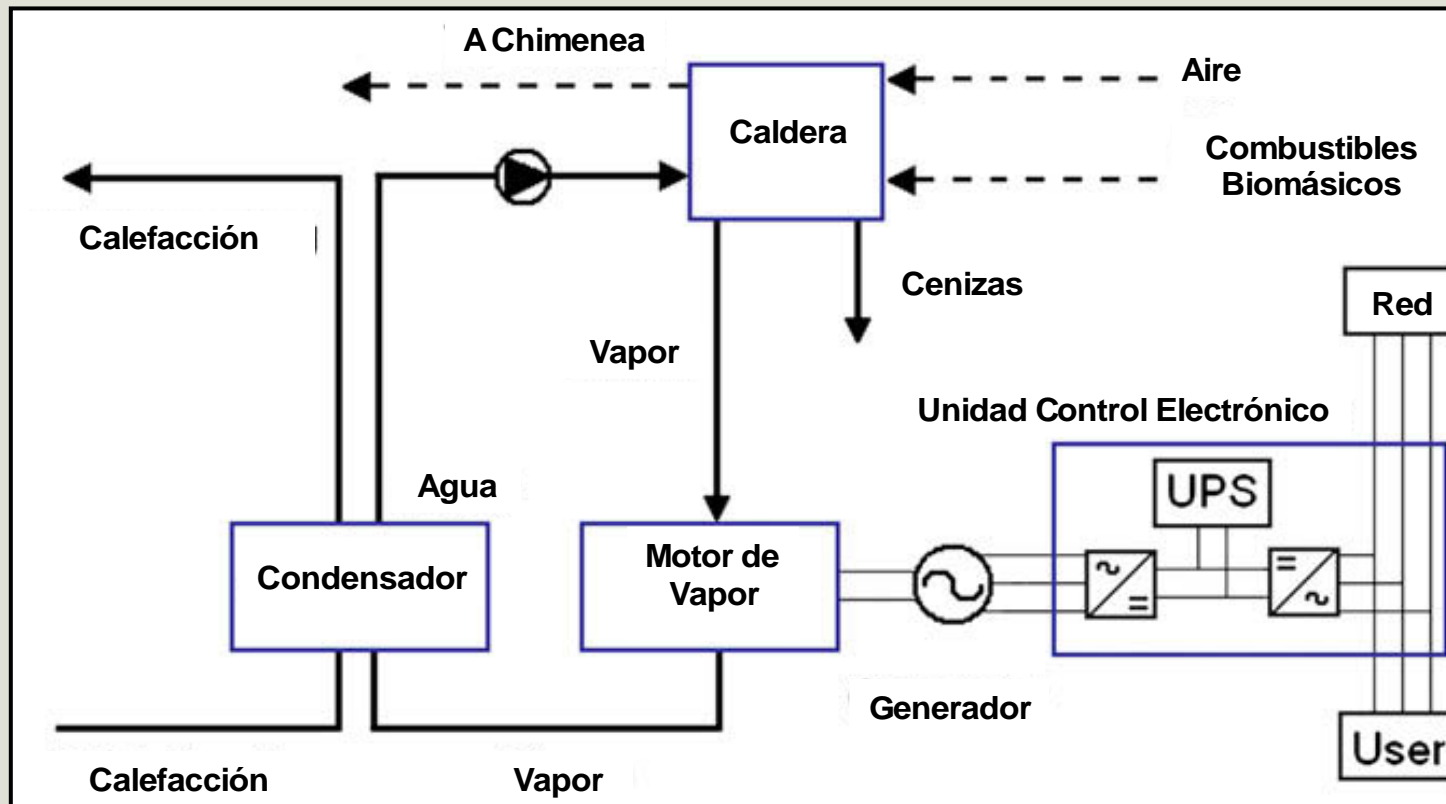 A Chimenea
Aire
Caldera
Combustibles
Biomásicos
Calefacción
Cenizas
Red
Vapor
Unidad Control Electrónico
Agua
UPS
Condensador
Motor de
Vapor
~
~
=
=
~
Generador
User
Calefacción
Vapor